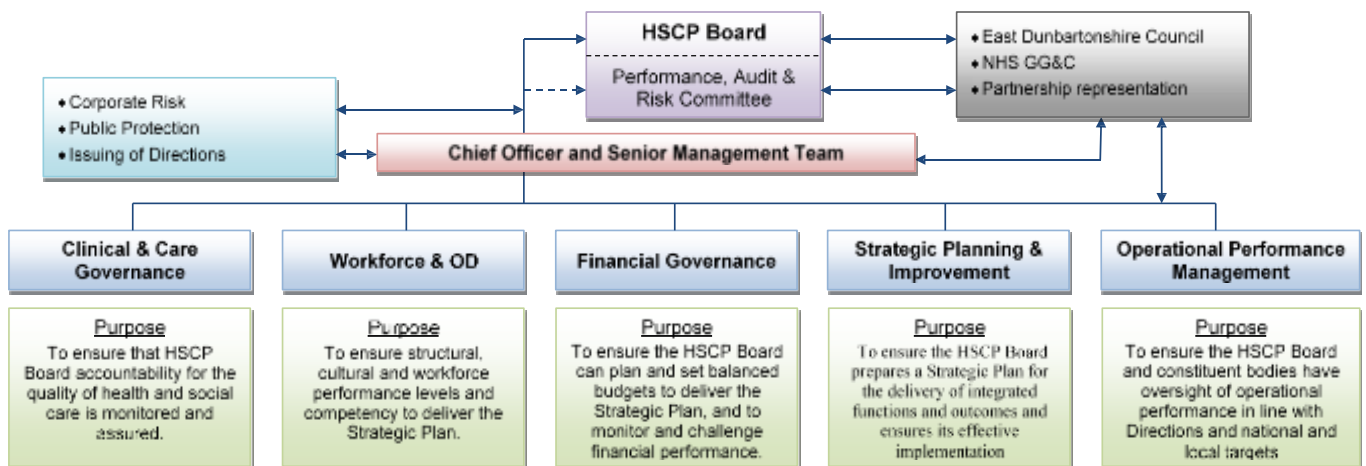 HSCP Board
Performance, Audit &
Risk Committee
♦ East Dunbartonshire Council
♦ NHS GG&C
♦ Partnership representation
♦ Corporate Risk
♦ Public Protection
♦ Issuing of Directions
Chief Officer and Senior Management Team
Clinical & Care
Governance
Workforce & OD
Financial Governance
Strategic Planning &
Improvement
Operational Performance
Management
Purpose
To ensure that HSCP
Board accountability for the
quality of health and social
care is monitored and
assured.
Purpose
To ensure structural,
cultural and workforce
performance levels and
competency to deliver the
Strategic Plan.
Purpose
To ensure the HSCP Board
can plan and set balanced
budgets to deliver the
Strategic Plan, and to
monitor and challenge
financial performance.
Purpose
To ensure the HSCP Board
prepares a Strategic Plan for
the delivery of integrated
functions and outcomes and
ensures its effective
implementation
Purpose
To ensure the HSCP Board
and constituent bodies have
oversight of operational
performance in line with
Directions and national and
local targets